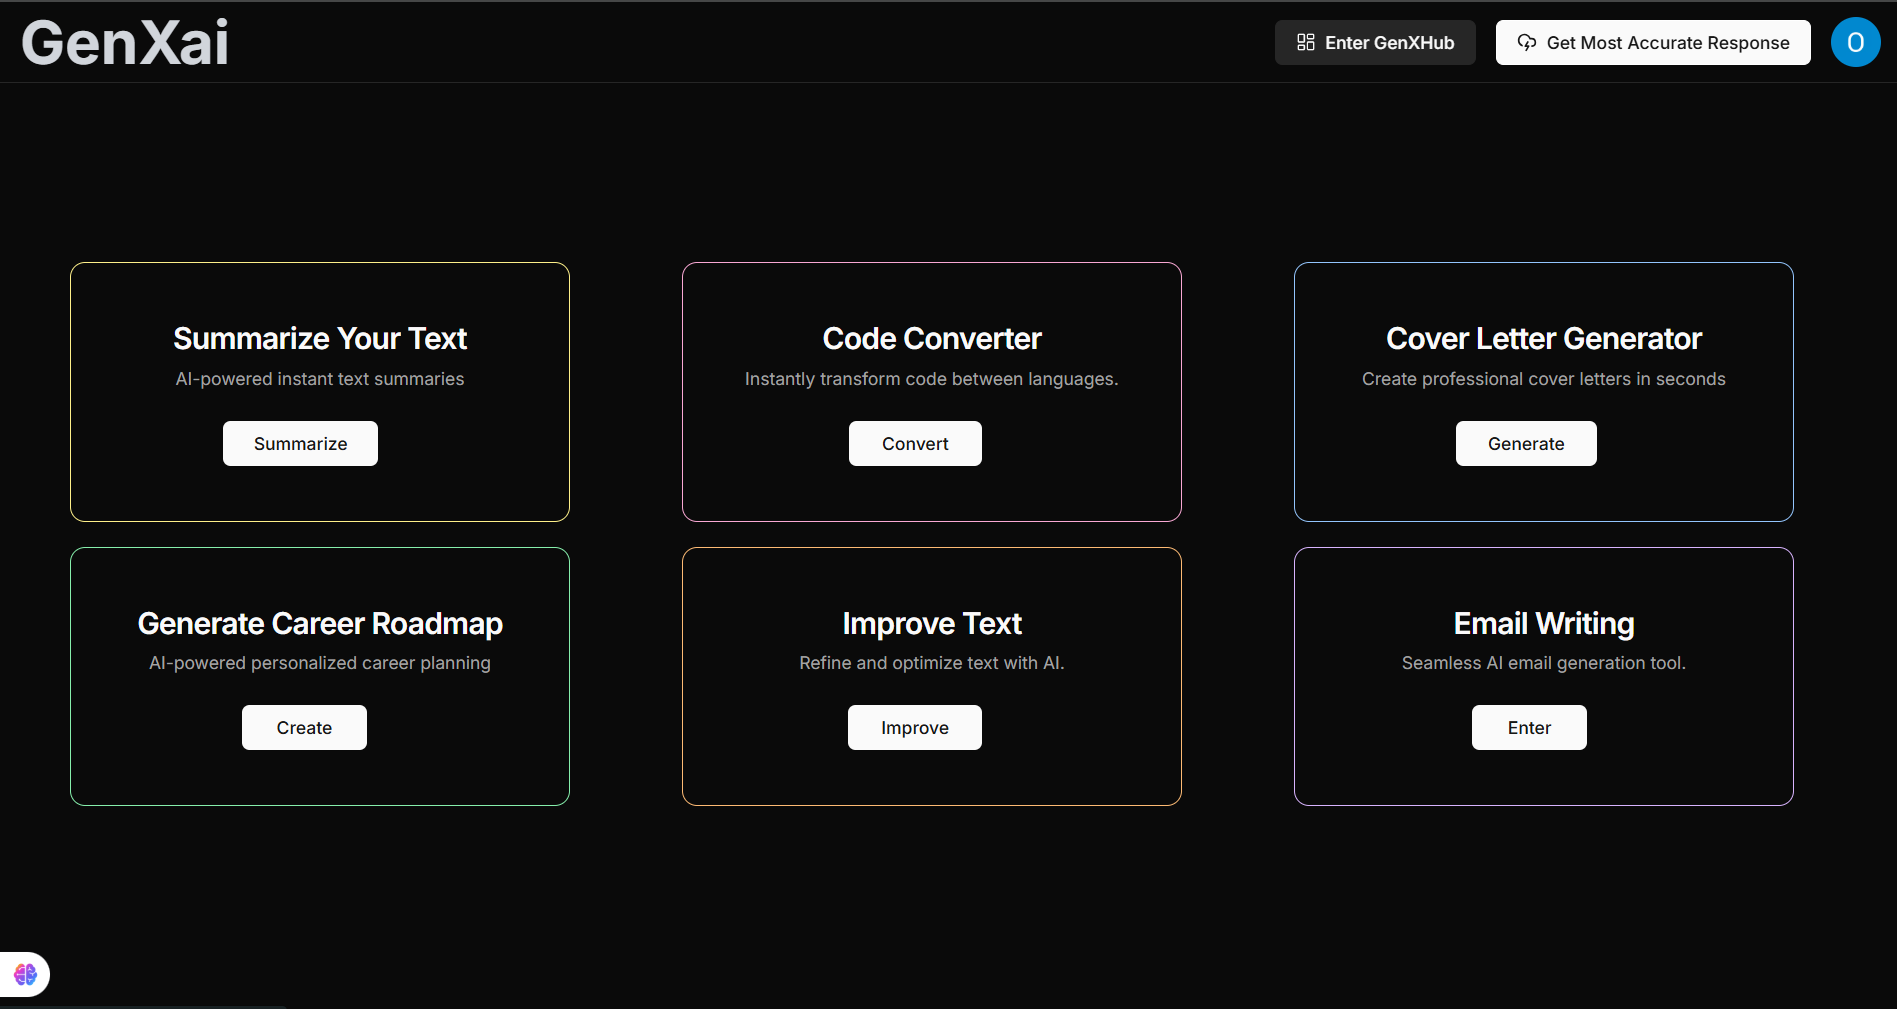 GenXai
Enter GenXHub
Get Most Accurate Response
O
Summarize Your Text
AI-powered instant text summaries
Summarize
Code Converter
Instantly transform code between languages.
Convert
Cover Letter Generator
Create professional cover letters in seconds
Generate
Generate Career Roadmap
AI-powered personalized career planning
Create
Improve Text
Refine and optimize text with AI.
Improve
Email Writing
Seamless AI email generation tool.
Enter